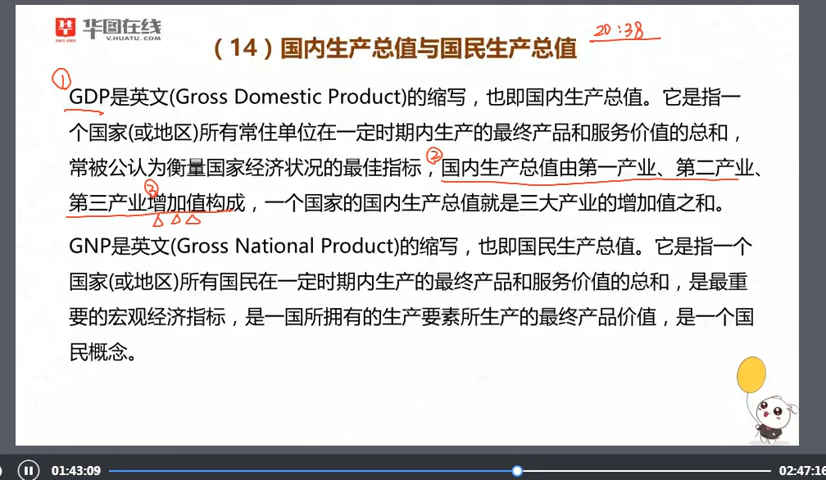 华图在线
V.HUATU.COM
（14）国内生产总值与国民生产总值
20:38
①
GDP是英文(Gross Domestic Product)的缩写，也即国内生产总值。它是指一
个国家(或地区)所有常住单位在一定时期内生产的最终产品和服务价值的总和，
常被公认为衡量国家经济状况的最佳指标，②国内生产总值由第一产业、第二产业、
②
第三产业增加值构成，一个国家的国内生产总值就是三大产业的增加值之和。
GNP是英文(Gross National Product)的缩写，也即国民生产总值。它是指一个
国家(或地区)所有国民在一定时期内生产的最终产品和服务价值的总和，是最重
要的宏观经济指标，是一国所拥有的生产要素所生产的最终产品价值，是一个国
民概念。
01:43:09
02:47:16